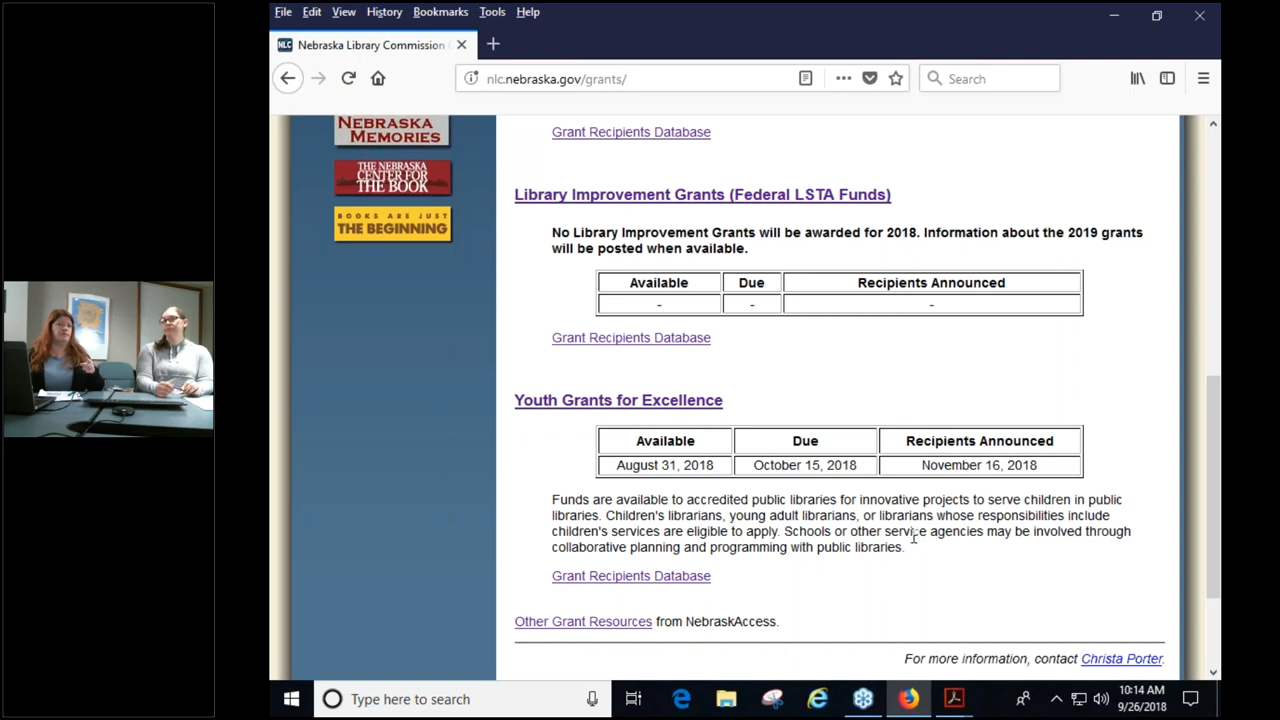 File Edit View History Bookmarks Tools Help
NLC Nebraska Library Commission
nlc.nebraska.gov/grants/
Search
NEBRASKA
MEMORIES
THE NEBRASKA
CENTER FOR
THE BOOK
BOOKS ARE JUST
THE BEGINNING
Grant Recipients Database
Library Improvement Grants (Federal LSTA Funds)
No Library Improvement Grants will be awarded for 2018. Information about the 2019 grants
will be posted when available.
Available Due Recipients Announced
- - -
Grant Recipients Database
Youth Grants for Excellence
Available Due Recipients Announced
August 31, 2018 October 15, 2018 November 16, 2018
Funds are available to accredited public libraries for innovative projects to serve children in public
libraries. Children's librarians, young adult librarians, or librarians whose responsibilities include
children's services are eligible to apply. Schools or other service agencies may be involved through
collaborative planning and programming with public libraries.
Grant Recipients Database
Other Grant Resources from NebraskAccess.
For more information, contact Christa Porter.
Type here to search
10:14 AM
9/26/2018